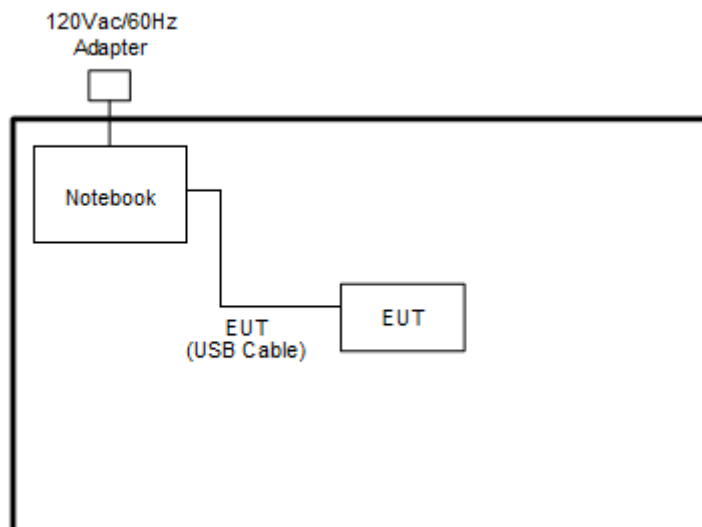 120Vac/60Hz
Adapter
Notebook
EUT
(USB Cable)
EUT